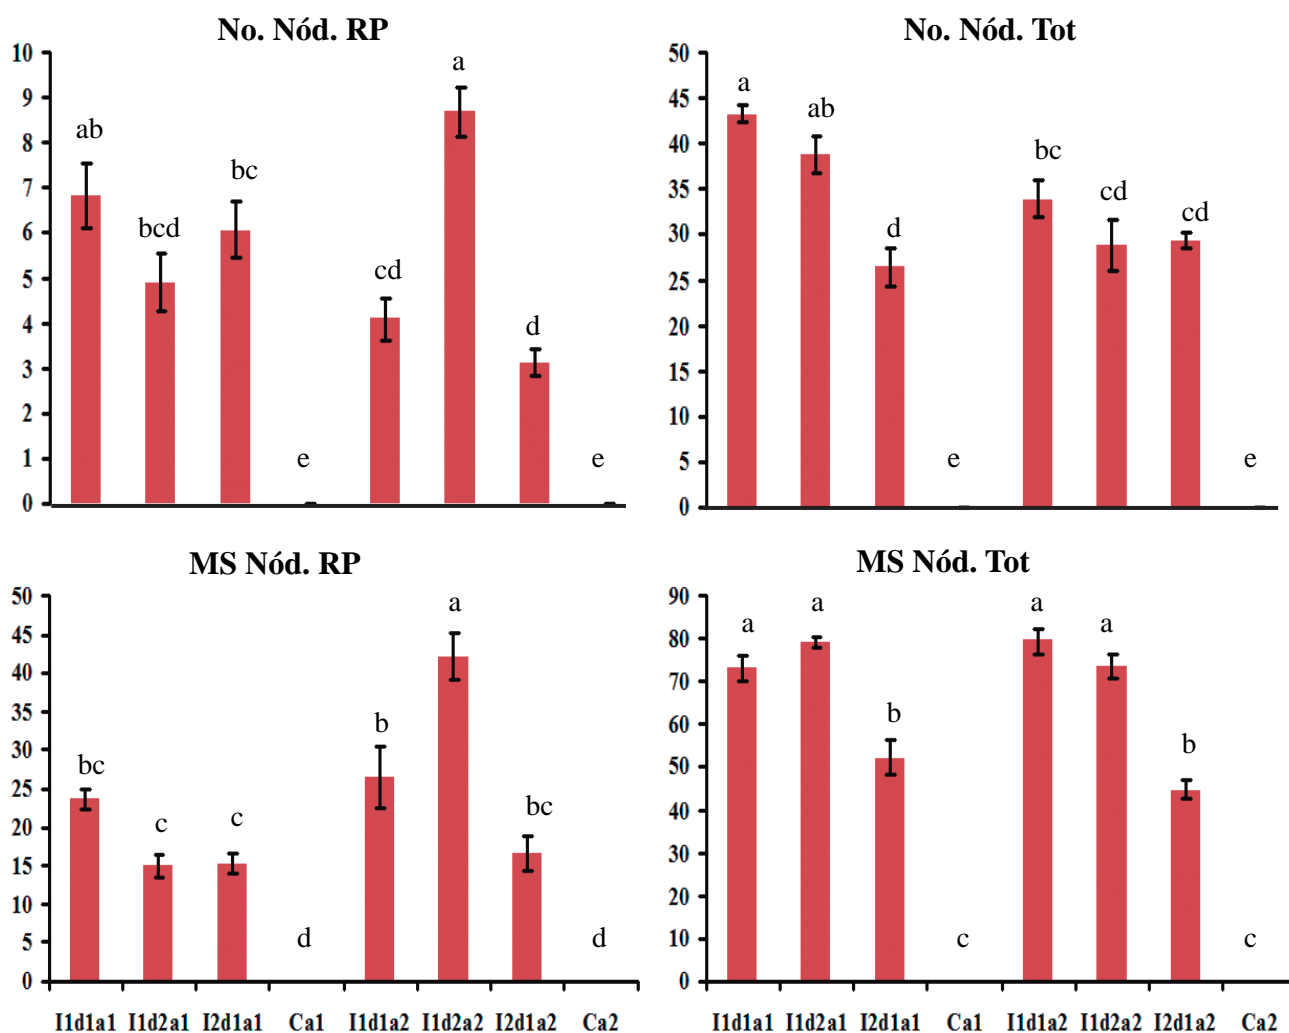 No. Nód. RP
10
9
8
7
6
5
4
3
2
1
0
ab
bcd
bc
e
cd
a
d
e
No. Nód. Tot
50
45
40
35
30
25
20
15
10
5
0
a
ab
d
e
bc
cd
cd
e
MS Nód. RP
50
45
40
35
30
25
20
15
10
5
0
bc
c
c
d
b
a
bc
d
I1d1a1 I1d2a1 I2d1a1 Ca1 I1d1a2 I1d2a2 I2d1a2 Ca2
MS Nód. Tot
90
80
70
60
50
40
30
20
10
0
a
a
b
c
a
a
b
c
I1d1a1 I1d2a1 I2d1a1 Ca1 I1d1a2 I1d2a2 I2d1a2 Ca2